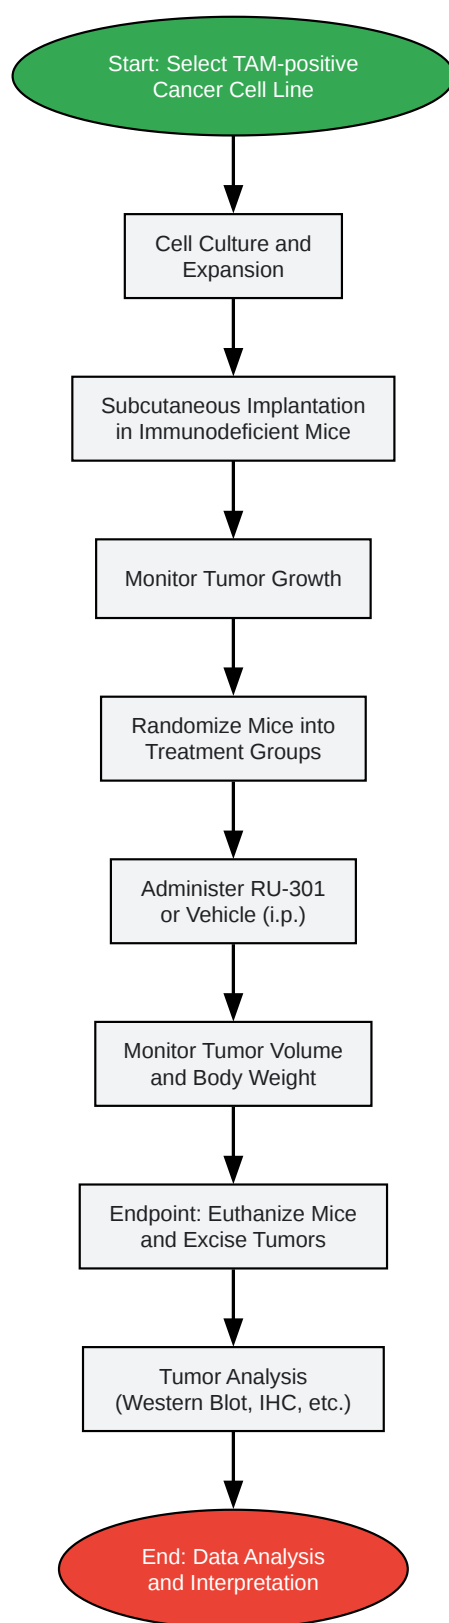 Start: Select TAM-positive
Cancer Cell Line
Cell Culture and
Expansion
Subcutaneous Implantation
in Immunodeficient Mice
Monitor Tumor Growth
Randomize Mice into
Treatment Groups
Administer RU-301
or Vehicle (i.p.)
Monitor Tumor Volume
and Body Weight
Endpoint: Euthanize Mice
and Excise Tumors
Tumor Analysis
(Western Blot, IHC, etc.)
End: Data Analysis
and Interpretation